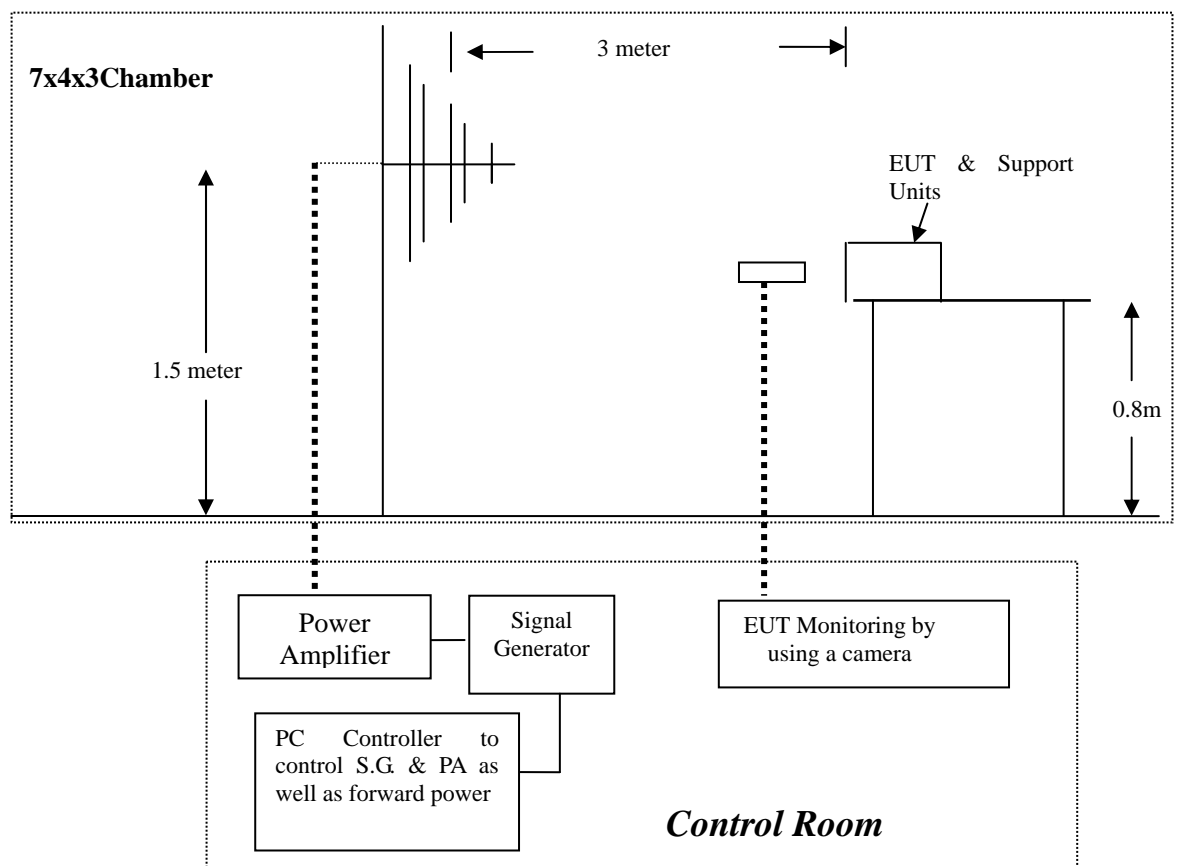 3 meter
7x4x3Chamber
EUT & Support
Units
1.5 meter
0.8m
Power
Amplifier
Signal
Generator
EUT Monitoring by
using a camera
PC Controller to
control S.G. & PA as
well as forward power
Control Room